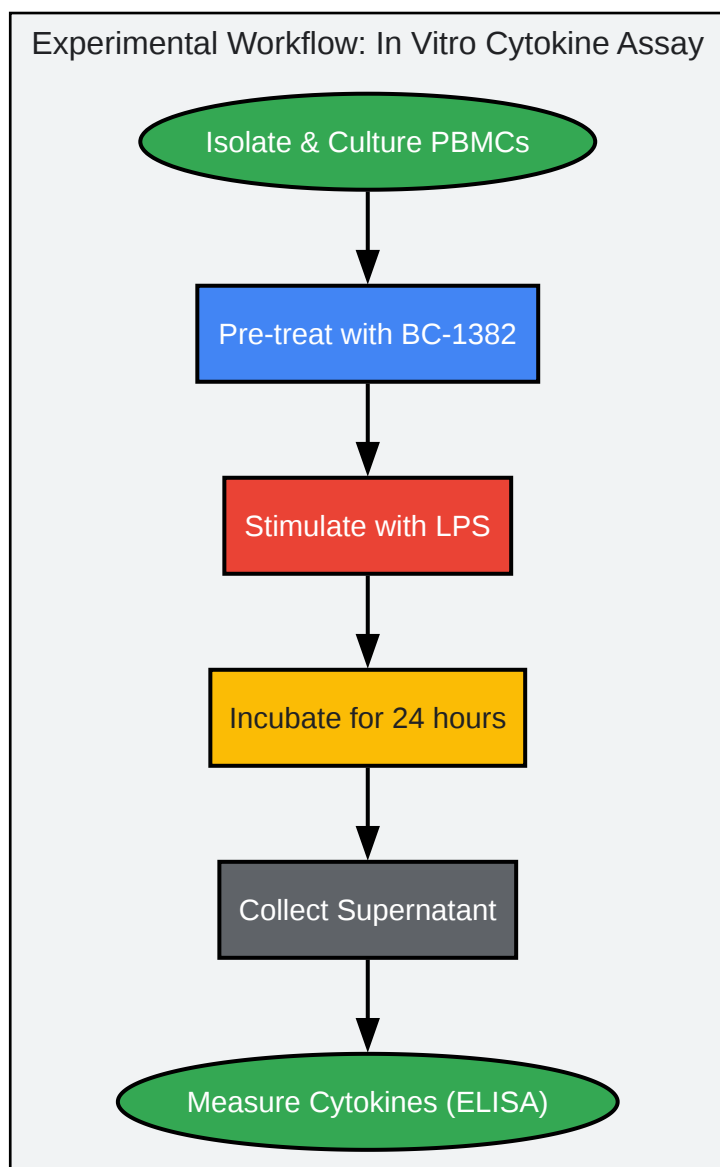 Experimental Workflow: In Vitro Cytokine Assay
Isolate & Culture PBMCs
Pre-treat with BC-1382
Stimulate with LPS
Incubate for 24 hours
Collect Supernatant
Measure Cytokines (ELISA)